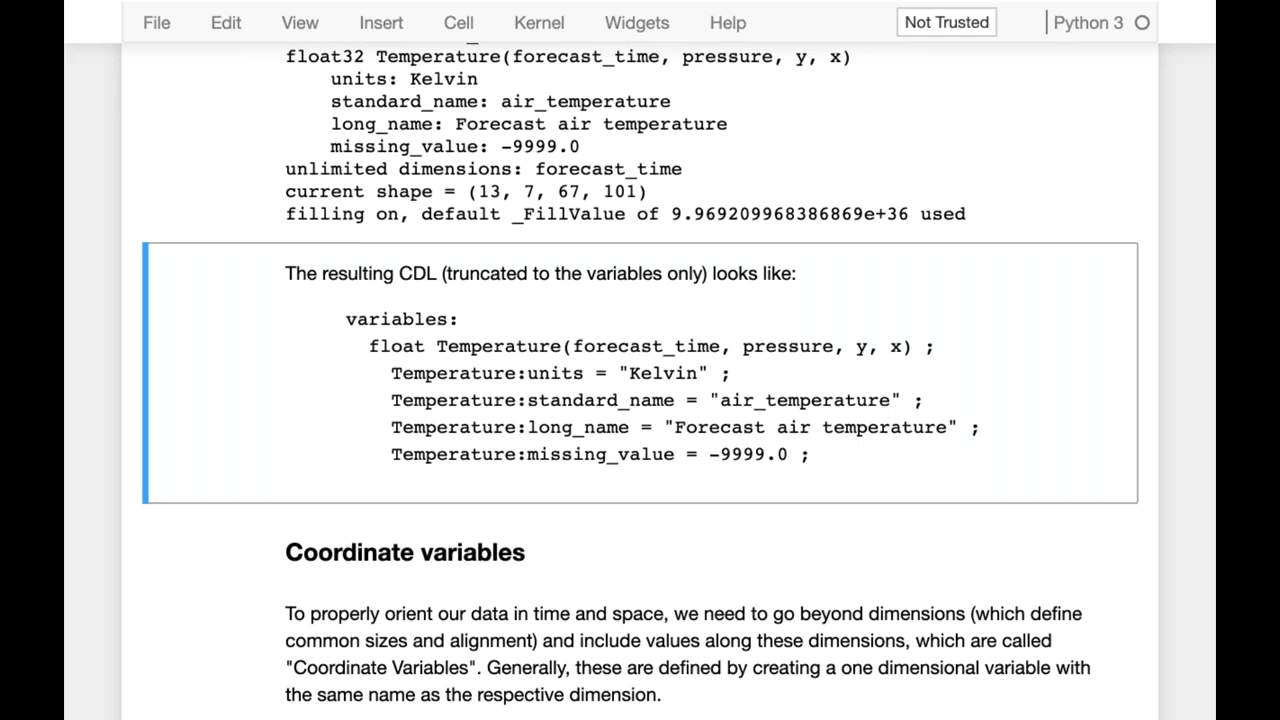 File Edit View Insert Cell Kernel Widgets Help Not Trusted Python 3
float32 Temperature(forecast_time, pressure, y, x)
units: Kelvin
standard_name: air_temperature
long_name: Forecast air temperature
missing_value: -9999.0
unlimited dimensions: forecast_time
current shape = (13, 7, 67, 101)
filling on, default _FillValue of 9.969209968386869e+36 used
The resulting CDL (truncated to the variables only) looks like:
variables:
float Temperature(forecast_time, pressure, y, x) ;
Temperature:units = "Kelvin" ;
Temperature:standard_name = "air_temperature" ;
Temperature:long_name = "Forecast air temperature" ;
Temperature:missing_value = -9999.0 ;
Coordinate variables
To properly orient our data in time and space, we need to go beyond dimensions (which define
common sizes and alignment) and include values along these dimensions, which are called
"Coordinate Variables". Generally, these are defined by creating a one dimensional variable with
the same name as the respective dimension.